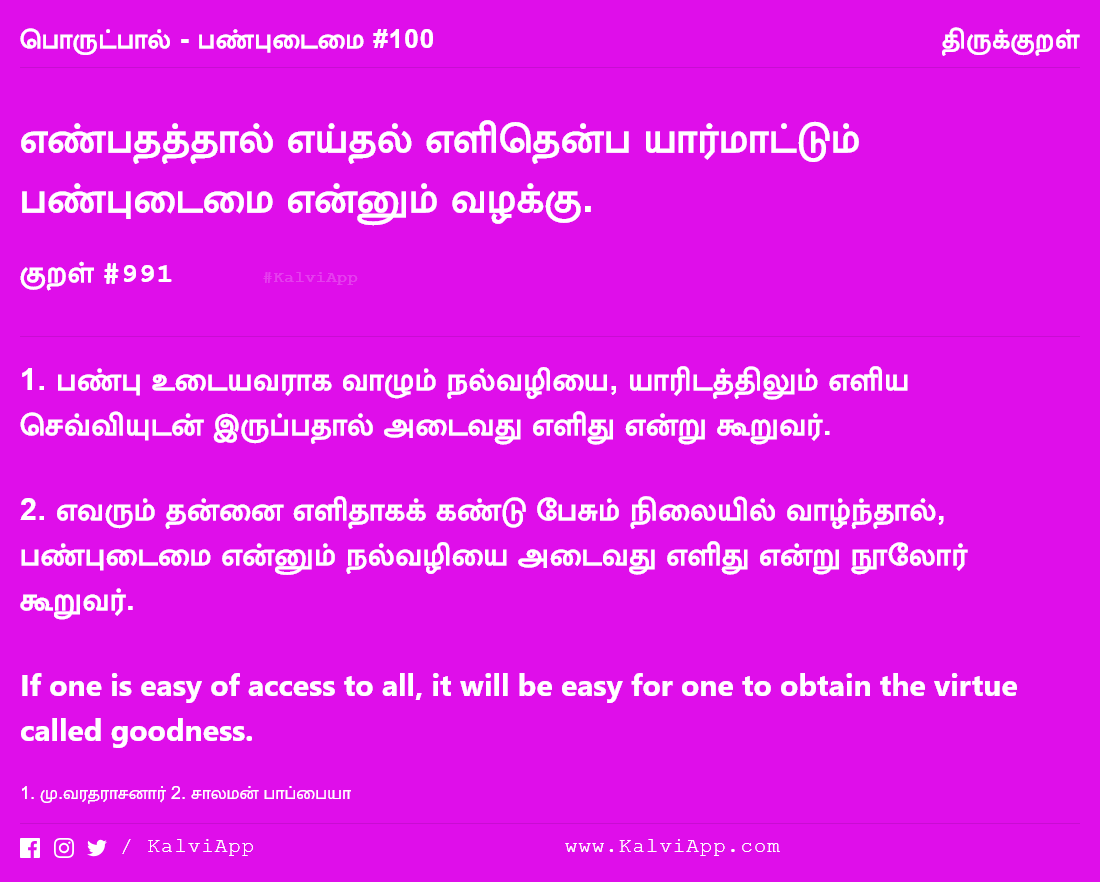 பொருட்பால் - பண்புடைமை #100
திருக்குறள்
எண்பதத்தால் எய்தல் எளிதென்ப யார்மாட்டும்
பண்புடைமை என்னும் வழக்கு.
குறள் #991
#KalviApp
1. பண்பு உடையவராக வாழும் நல்வழியை, யாரிடத்திலும் எளிய
செவ்வியுடன் இருப்பதால் அடைவது எளிது என்று கூறுவர்.
2. எவரும் தன்னை எளிதாகக் கண்டு பேசும் நிலையில் வாழ்ந்தால்,
பண்புடைமை என்னும் நல்வழியை அடைவது எளிது என்று நூலோர்
கூறுவர்.
If one is easy of access to all, it will be easy for one to obtain the virtue
called goodness.
1. மு.வரதராசனார் 2. சாலமன் பாப்பையா
/ KalviApp
www.KalviApp.com